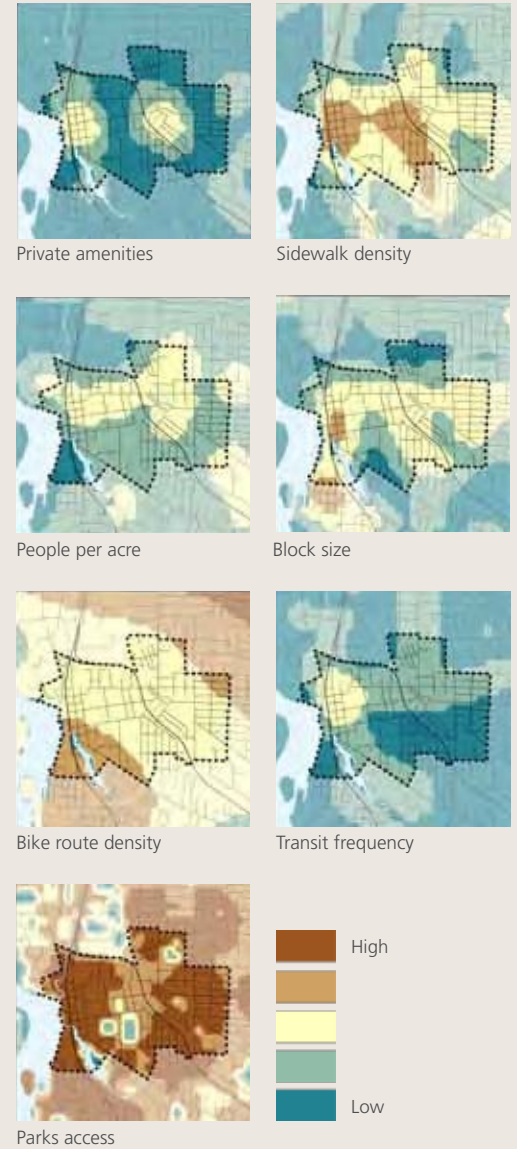 Private amenities
Sidewalk density
People per acre
Block size
Bike route density
Transit frequency
High
Low
Parks access